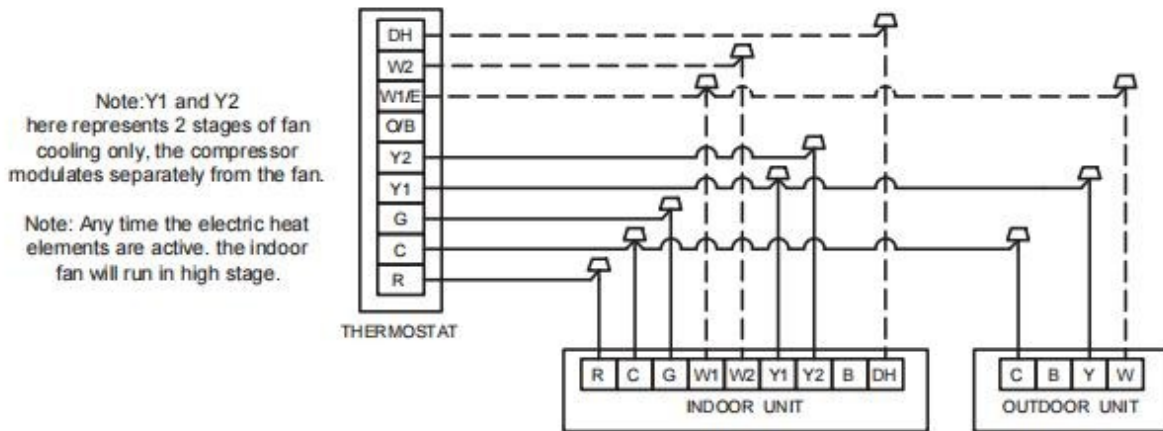 DH
W2
W1/E
O/B
Y2
Y1
G
C
R
THERMOSTAT
Note:Y1 and Y2
here represents 2 stages of fan
cooling only, the compressor
modulates separately from the fan.
Note: Any time the electric heat
elements are active. the indoor
fan will run in high stage.
R C G W1 W2 Y1 Y2 B DH
INDOOR UNIT
C B Y W
OUTDOOR UNIT